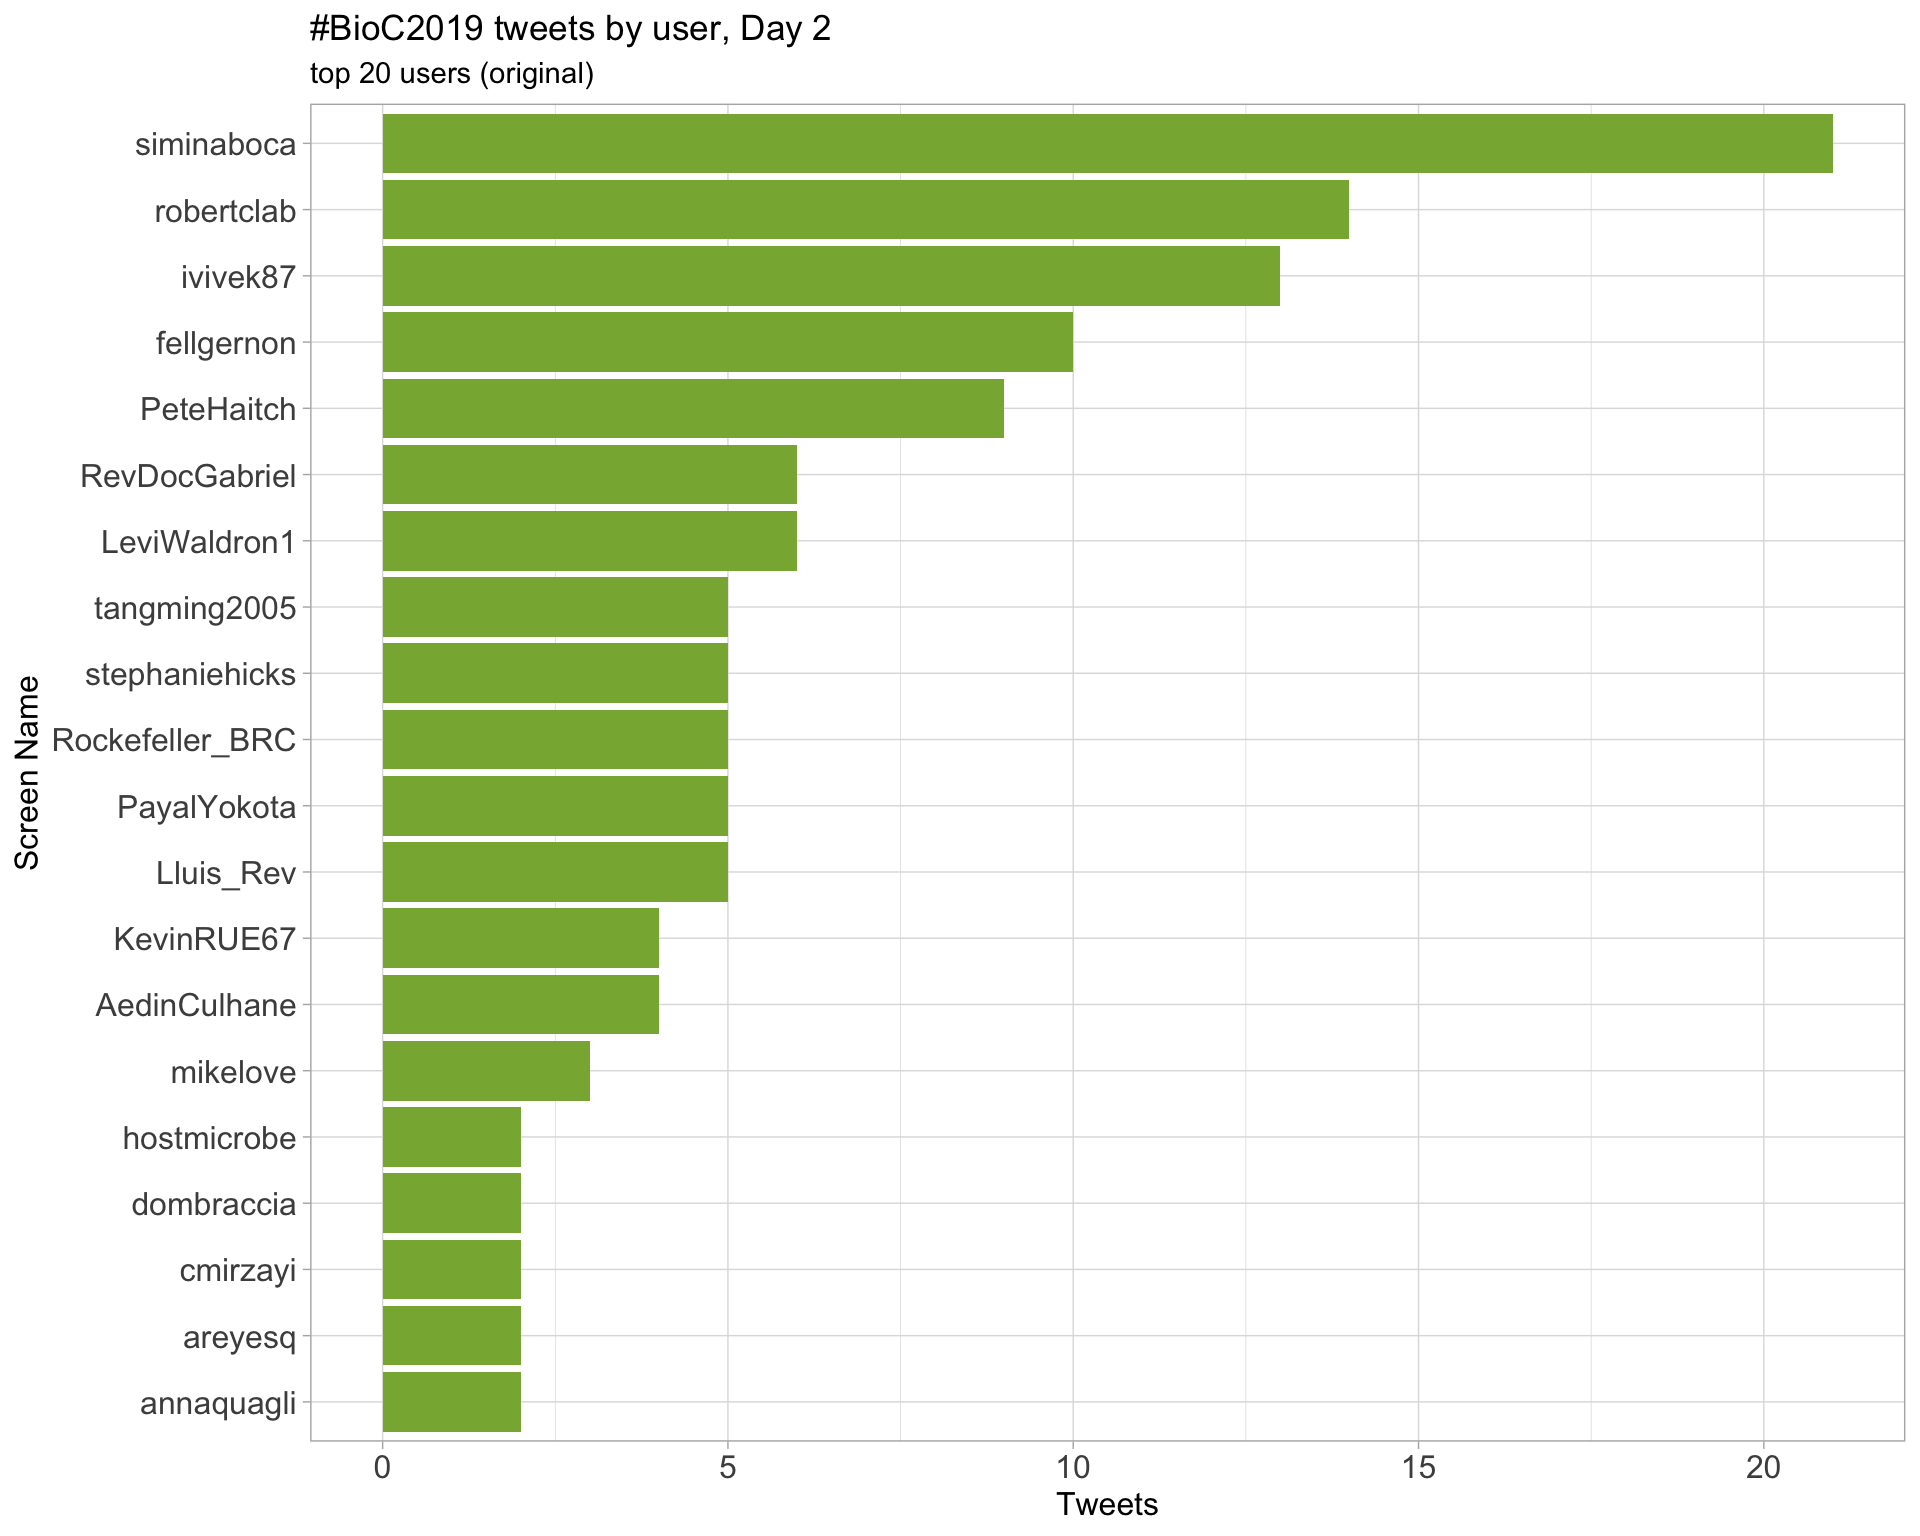 #BioC2019 tweets by user, Day 2
top 20 users (original)
Screen Name
siminaboca
robertclab
ivivek87
fellgernon
PeteHaitch
RevDocGabriel
LeviWaldron1
tangming2005
stephaniehicks
Rockefeller_BRC
PayalYokota
Lluis_Rev
KevinRUE67
AedinCulhane
mikelove
hostmicrobe
dombraccia
cmirzayi
areyesq
annaquagli
0 5 10 15 20
Tweets